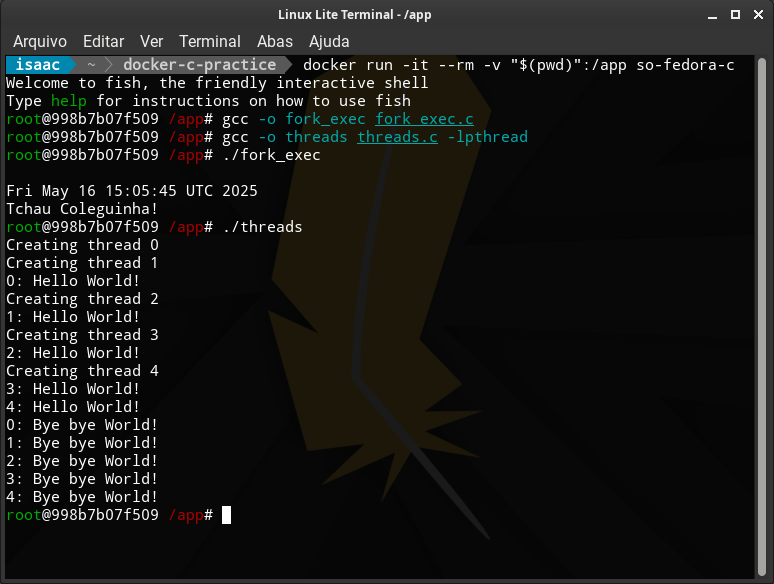 Linux Lite Terminal - /app
Arquivo Editar Ver Terminal Abas Ajuda
isaac ~ docker-c-practice docker run -it --rm -v "$(pwd)":/app so-fedora-c
Welcome to fish, the friendly interactive shell
Type help for instructions on how to use fish
root@998b7b07f509 /app# gcc -o fork_exec fork_exec.c
root@998b7b07f509 /app# gcc -o threads threads.c -lpthread
root@998b7b07f509 /app# ./fork_exec
Fri May 16 15:05:45 UTC 2025
Tchau Coleguinha!
root@998b7b07f509 /app# ./threads
Creating thread 0
Creating thread 1
0: Hello World!
Creating thread 2
1: Hello World!
Creating thread 3
2: Hello World!
Creating thread 4
3: Hello World!
4: Hello World!
0: Bye bye World!
1: Bye bye World!
2: Bye bye World!
3: Bye bye World!
4: Bye bye World!
root@998b7b07f509 /app#